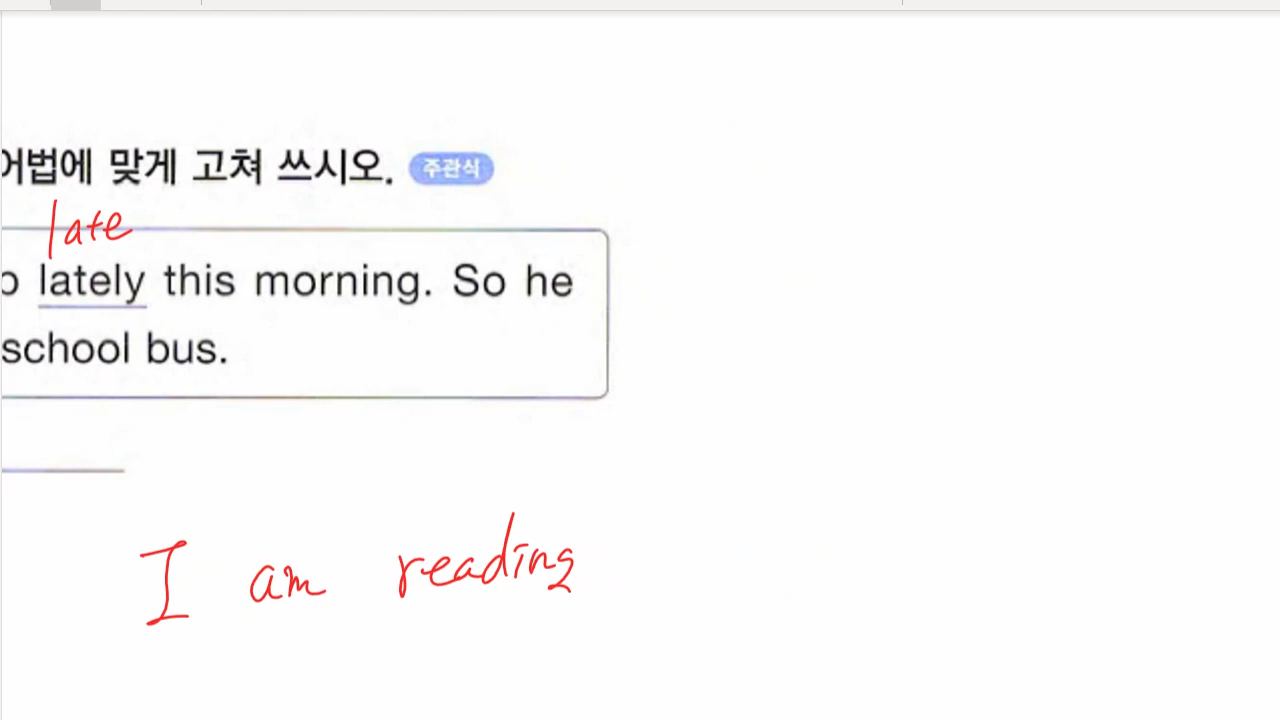 어법에 맞게 고쳐 쓰시오. 주관식
late
lately this morning. So he
school bus.
I am reading